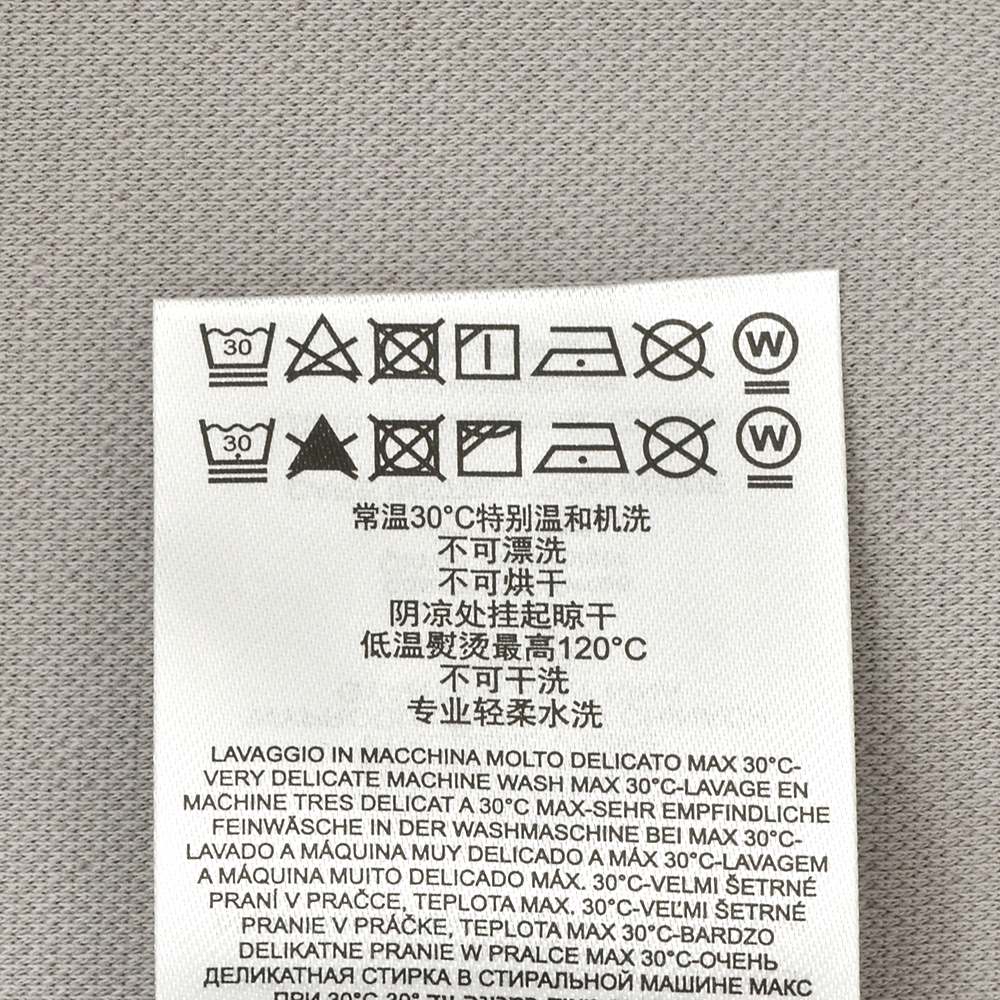 30 W
30 W
常温30°C特别温和机洗
不可漂洗
不可烘干
阴凉处挂起晾干
低温熨烫最高120°C
不可干洗
专业轻柔水洗
LAVAGGIO IN MACCHINA MOLTO DELICATO MAX 30°C-
VERY DELICATE MACHINE WASH MAX 30°C-LAVAGE EN
MACHINE TRES DELICAT A 30°C MAX-SEHR EMPFINDLICHE
FEINWÄSCHE IN DER WASHMASCHINE BEI MAX 30°C-
LAVADO A MÁQUINA MUY DELICADO A MÁX 30°C-LAVAGEM
A MÁQUINA MUITO DELICADO MÁX. 30°C-VELMI ŠETRNÉ
PRANÍ V PRAČCE, TEPLOTA MAX. 30°C-VEĽMI ŠETRNÉ
PRANIE V PRÁČKE, TEPLOTA MAX 30°C-BARDZO
DELIKATNE PRANIE W PRALCE MAX 30°C-ОЧЕНЬ
ДЕЛИКАТНАЯ СТИРКА В СТИРАЛЬНОЙ МАШИНЕ МАКС
ПРИ 30°C